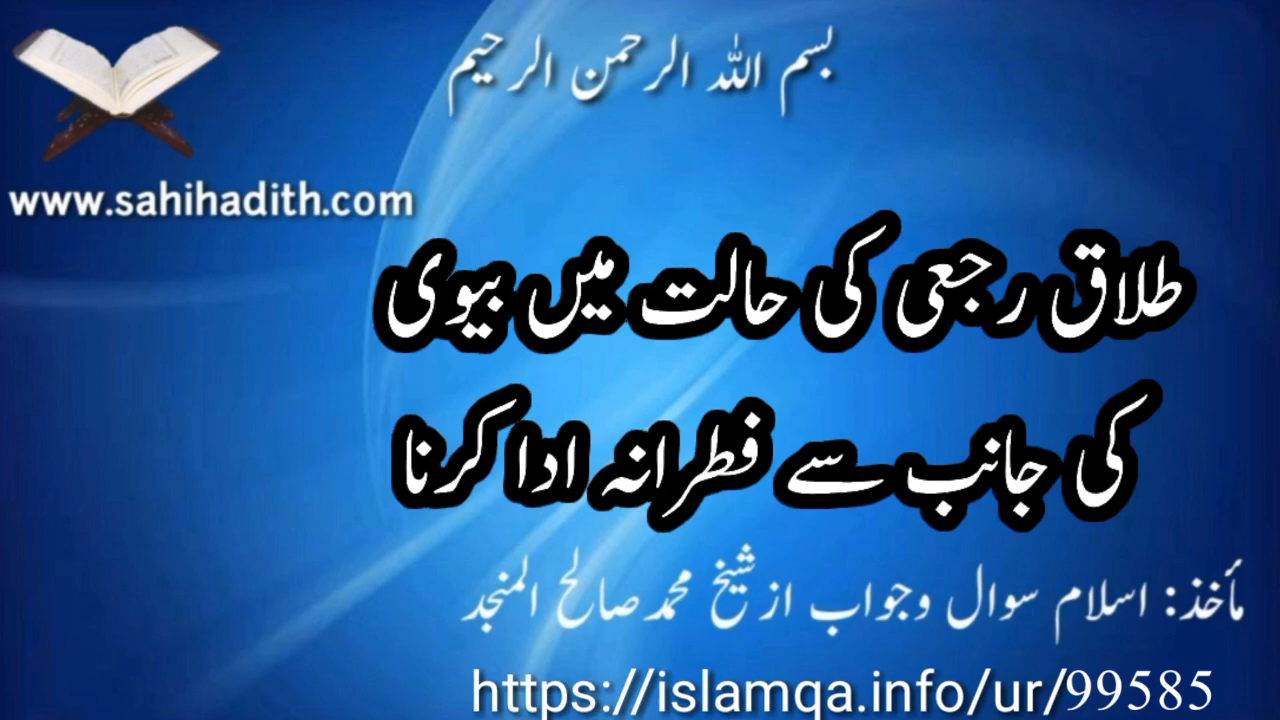 بسم اللہ الرحمن الرحیم
www.sahihadith.com
طلاق رجعی کی حالت میں بیوی
کی جانب سے فطرانہ ادا کرنا
مأخذ: اسلام سوال وجواب از شیخ محمد صالح المنجد
https://islamqa.info/ur/99585